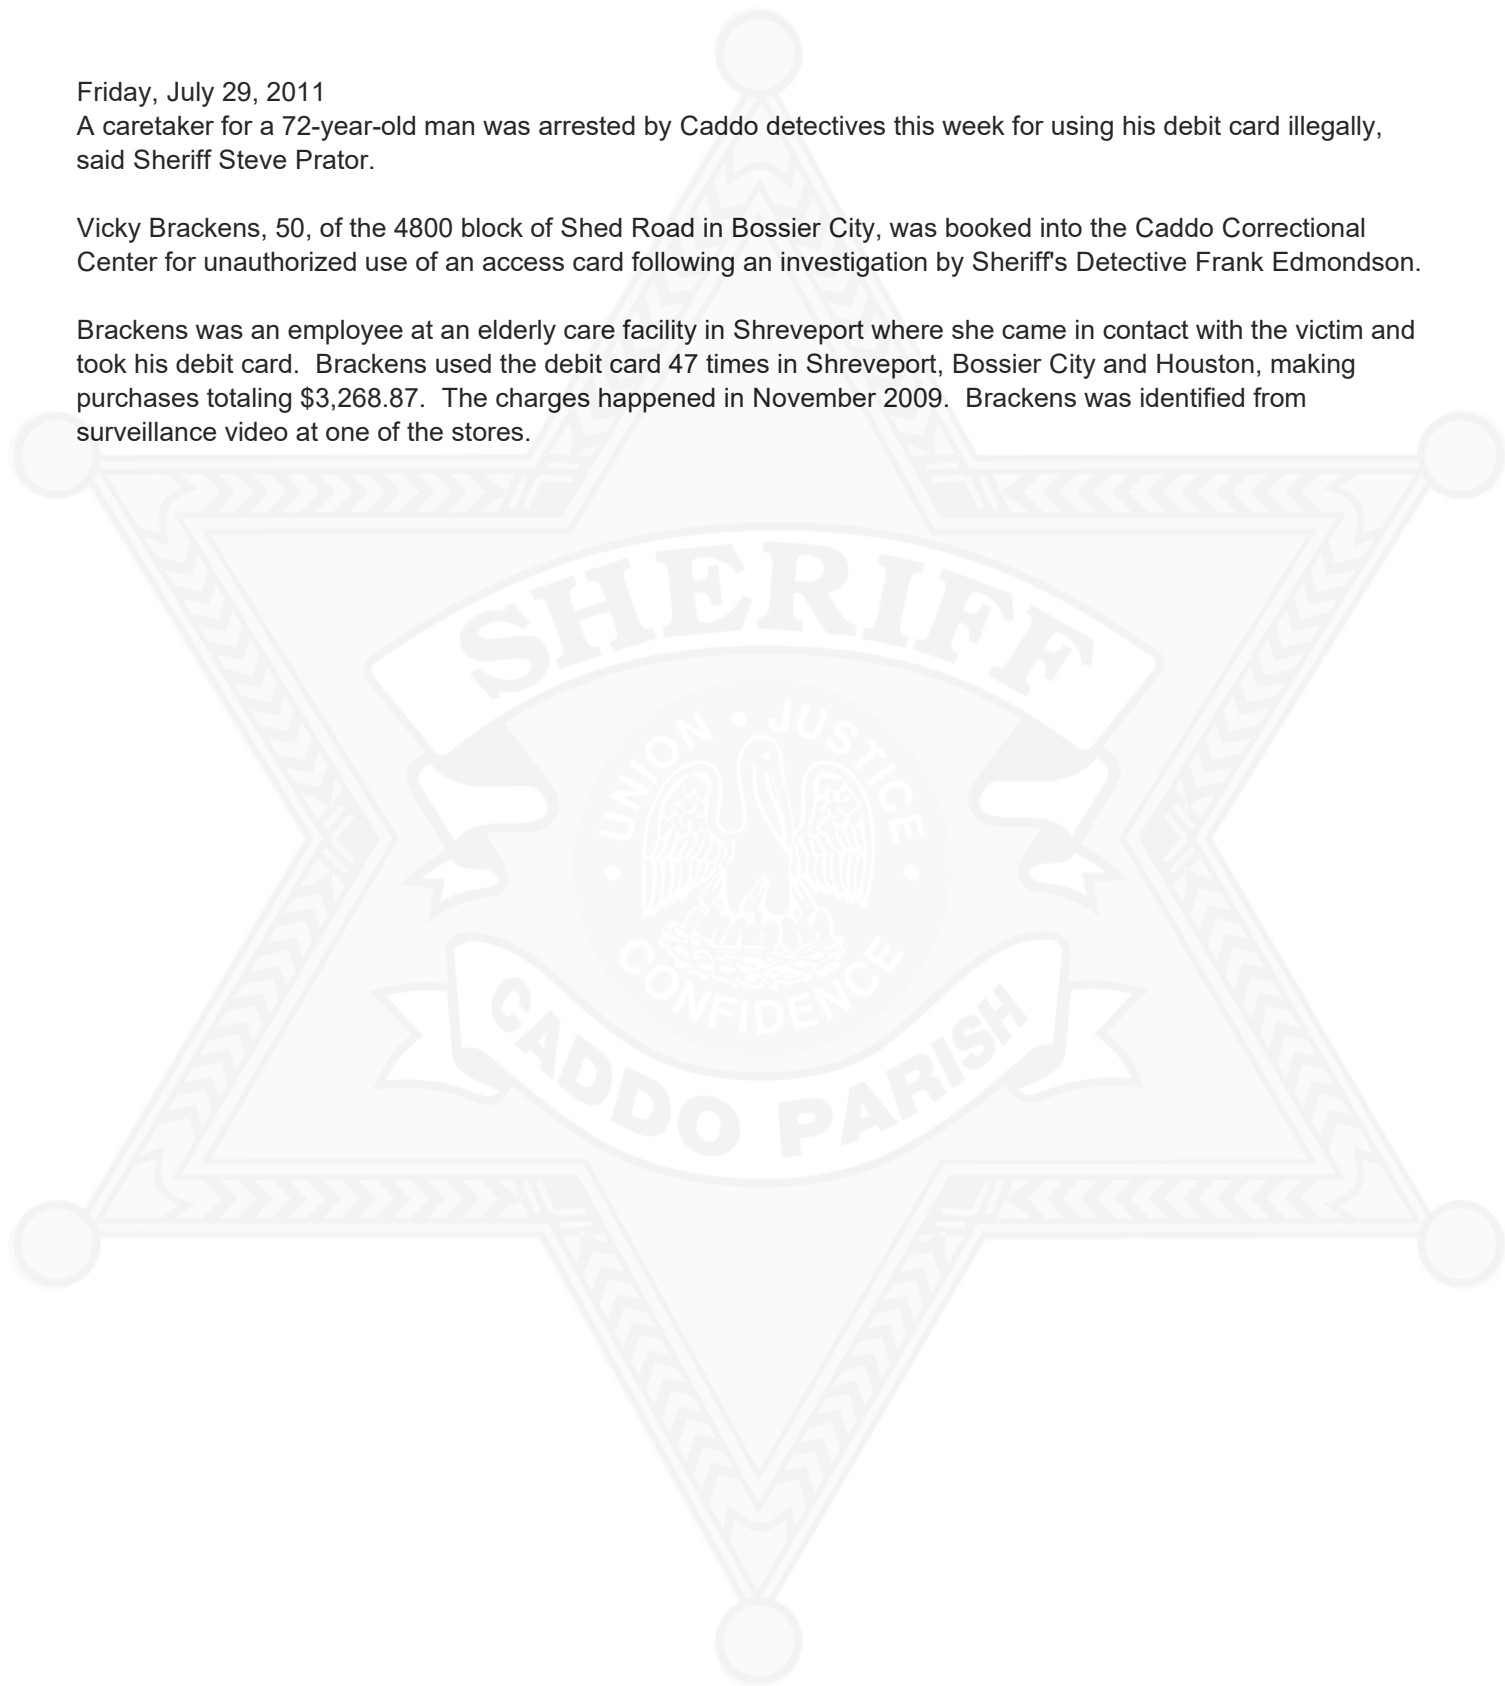 Friday, July 29, 2011
A caretaker for a 72-year-old man was arrested by Caddo detectives this week for using his debit card illegally,
said Sheriff Steve Prator.
Vicky Brackens, 50, of the 4800 block of Shed Road in Bossier City, was booked into the Caddo Correctional
Center for unauthorized use of an access card following an investigation by Sheriff's Detective Frank Edmondson.
Brackens was an employee at an elderly care facility in Shreveport where she came in contact with the victim and
took his debit card.  Brackens used the debit card 47 times in Shreveport, Bossier City and Houston, making
purchases totaling $3,268.87.  The charges happened in November 2009.  Brackens was identified from
surveillance video at one of the stores.
SHERIFF
UNION • JUSTICE
• CONFIDENCE •
CADDO PARISH